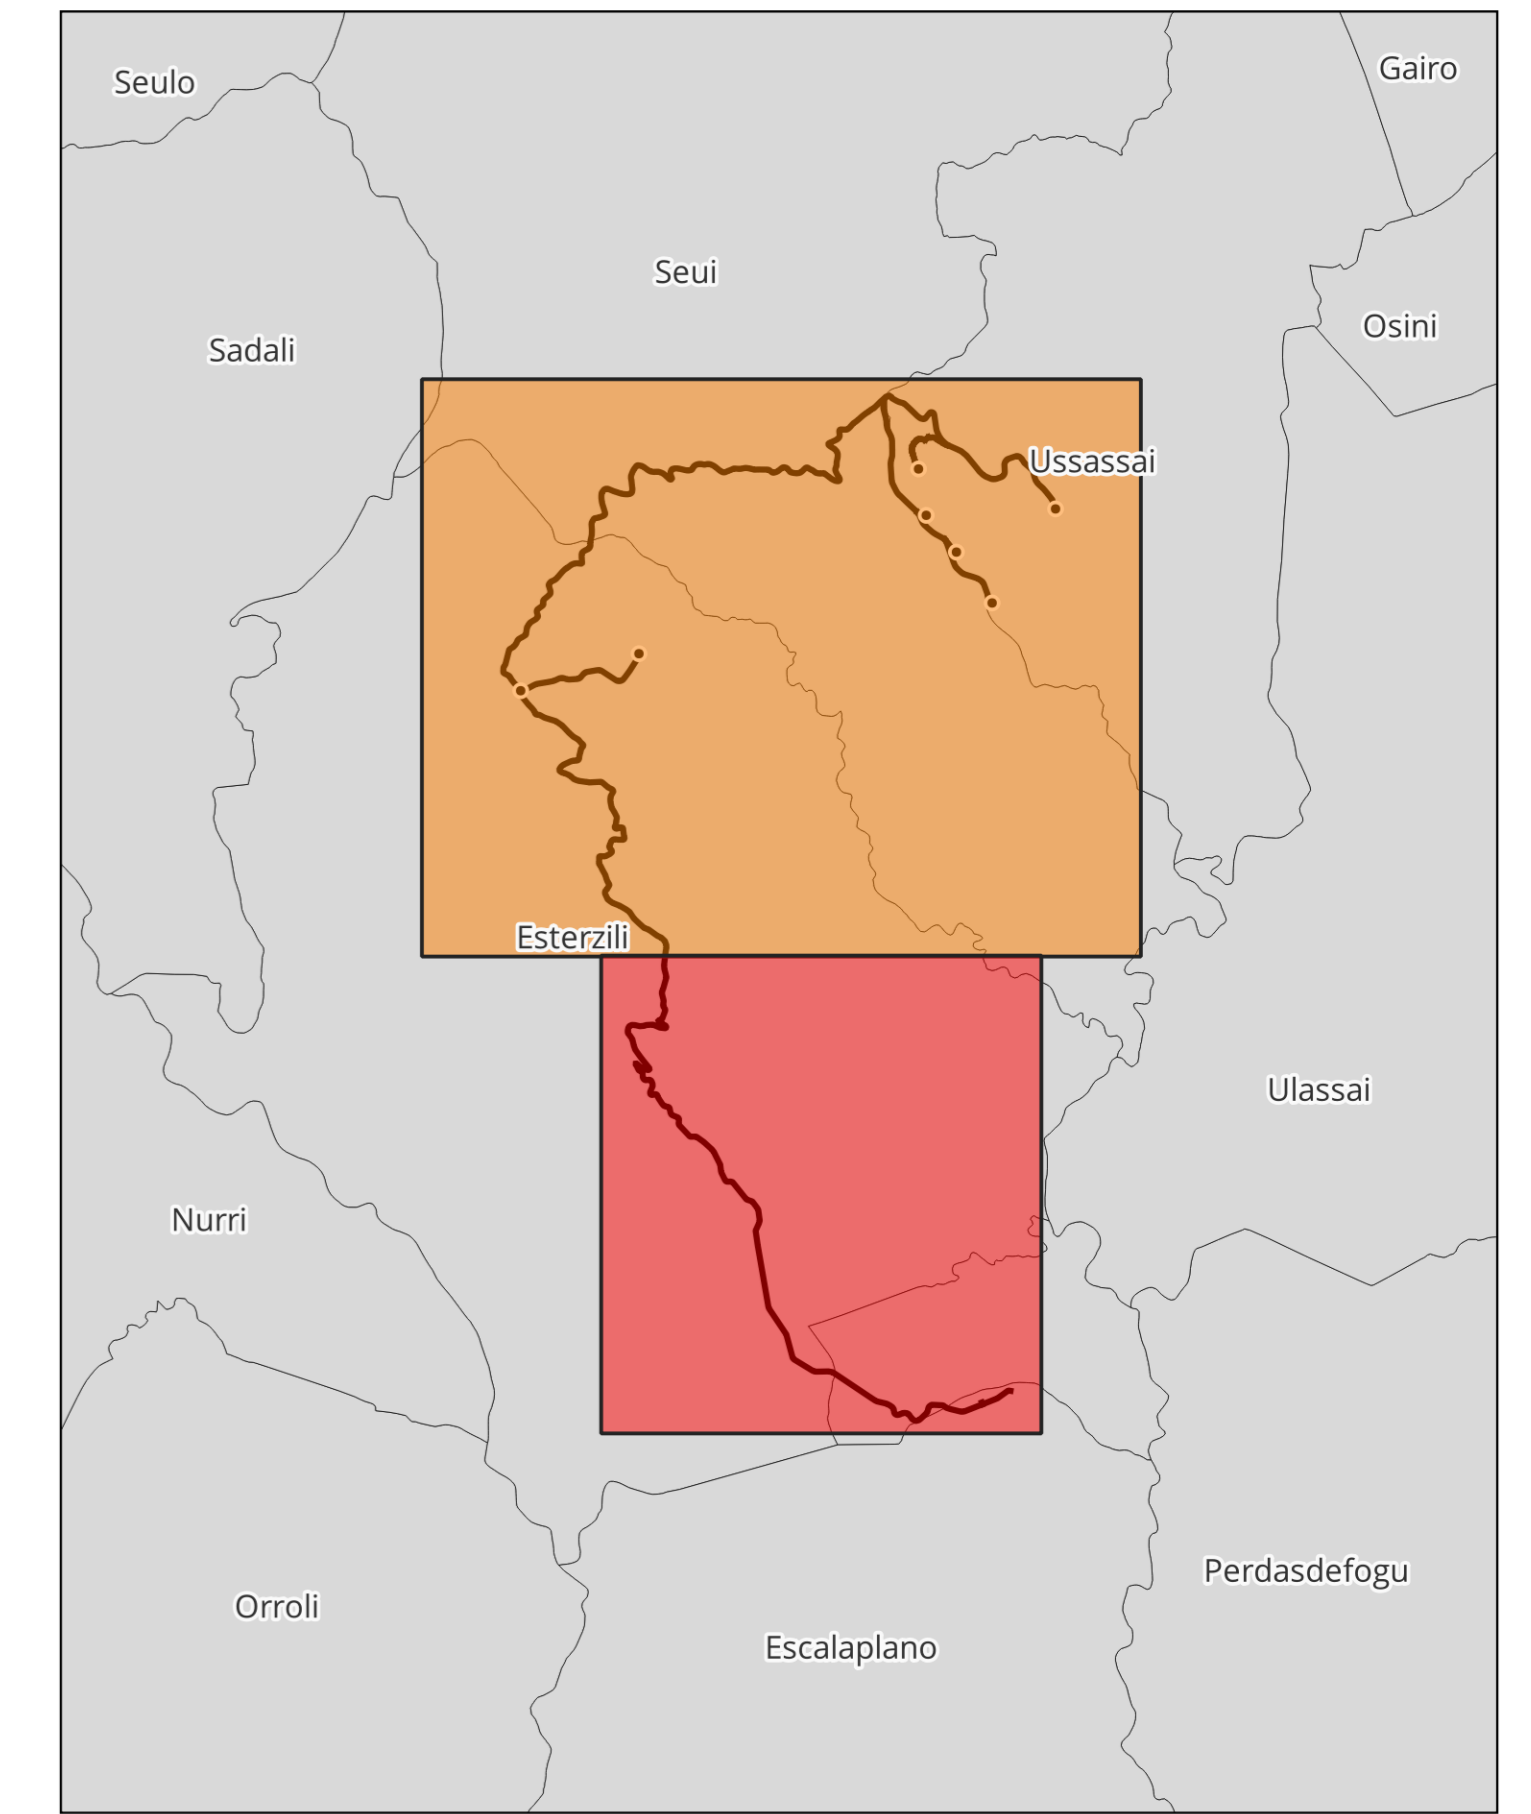 Gairo
Seulo
Seui
Osini
Sadali
Ussassai
Esterzili
Ulassai
Nurri
Perdasdefogu
Orroli
Escalaplano